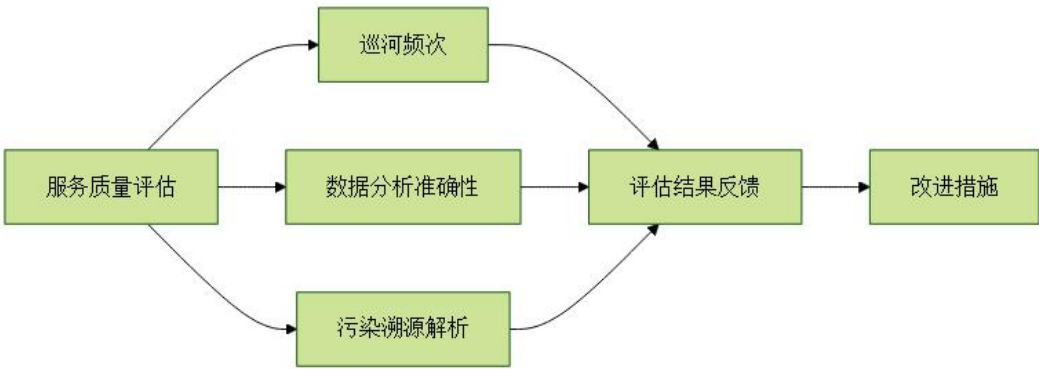 巡河频次
服务质量评估
数据分析准确性
评估结果反馈
改进措施
污染溯源解析